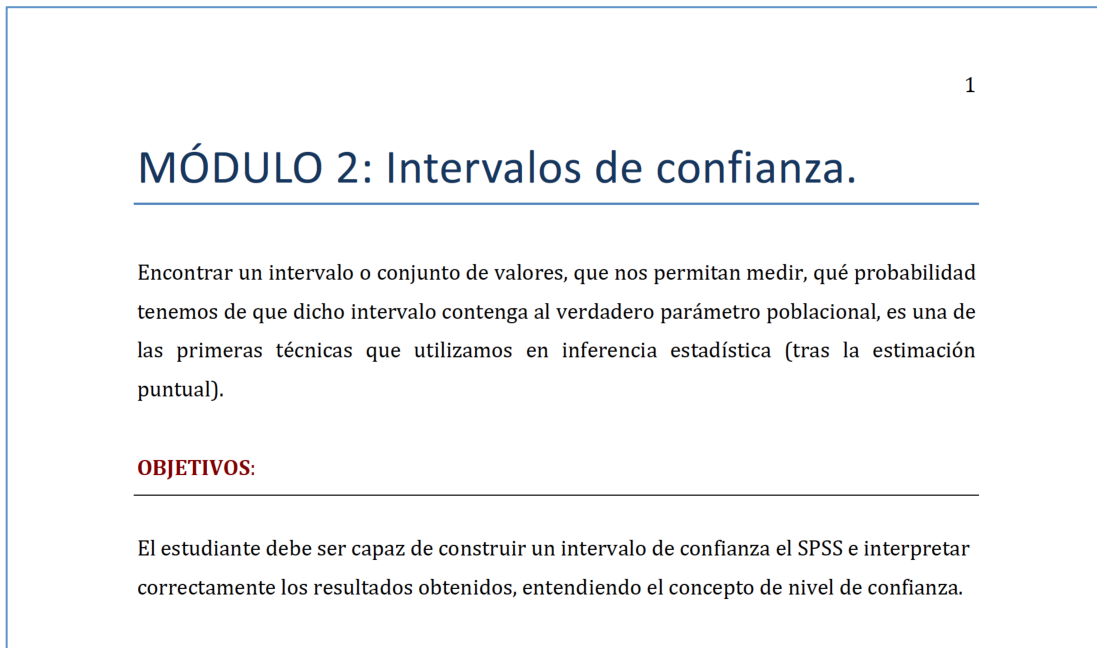 1
MÓDULO 2: Intervalos de confianza.
Encontrar un intervalo o conjunto de valores, que nos permitan medir, qué probabilidad
tenemos de que dicho intervalo contenga al verdadero parámetro poblacional, es una de
las primeras técnicas que utilizamos en inferencia estadística (tras la estimación
puntual).
OBJETIVOS:
El estudiante debe ser capaz de construir un intervalo de confianza el SPSS e interpretar
correctamente los resultados obtenidos, entendiendo el concepto de nivel de confianza.